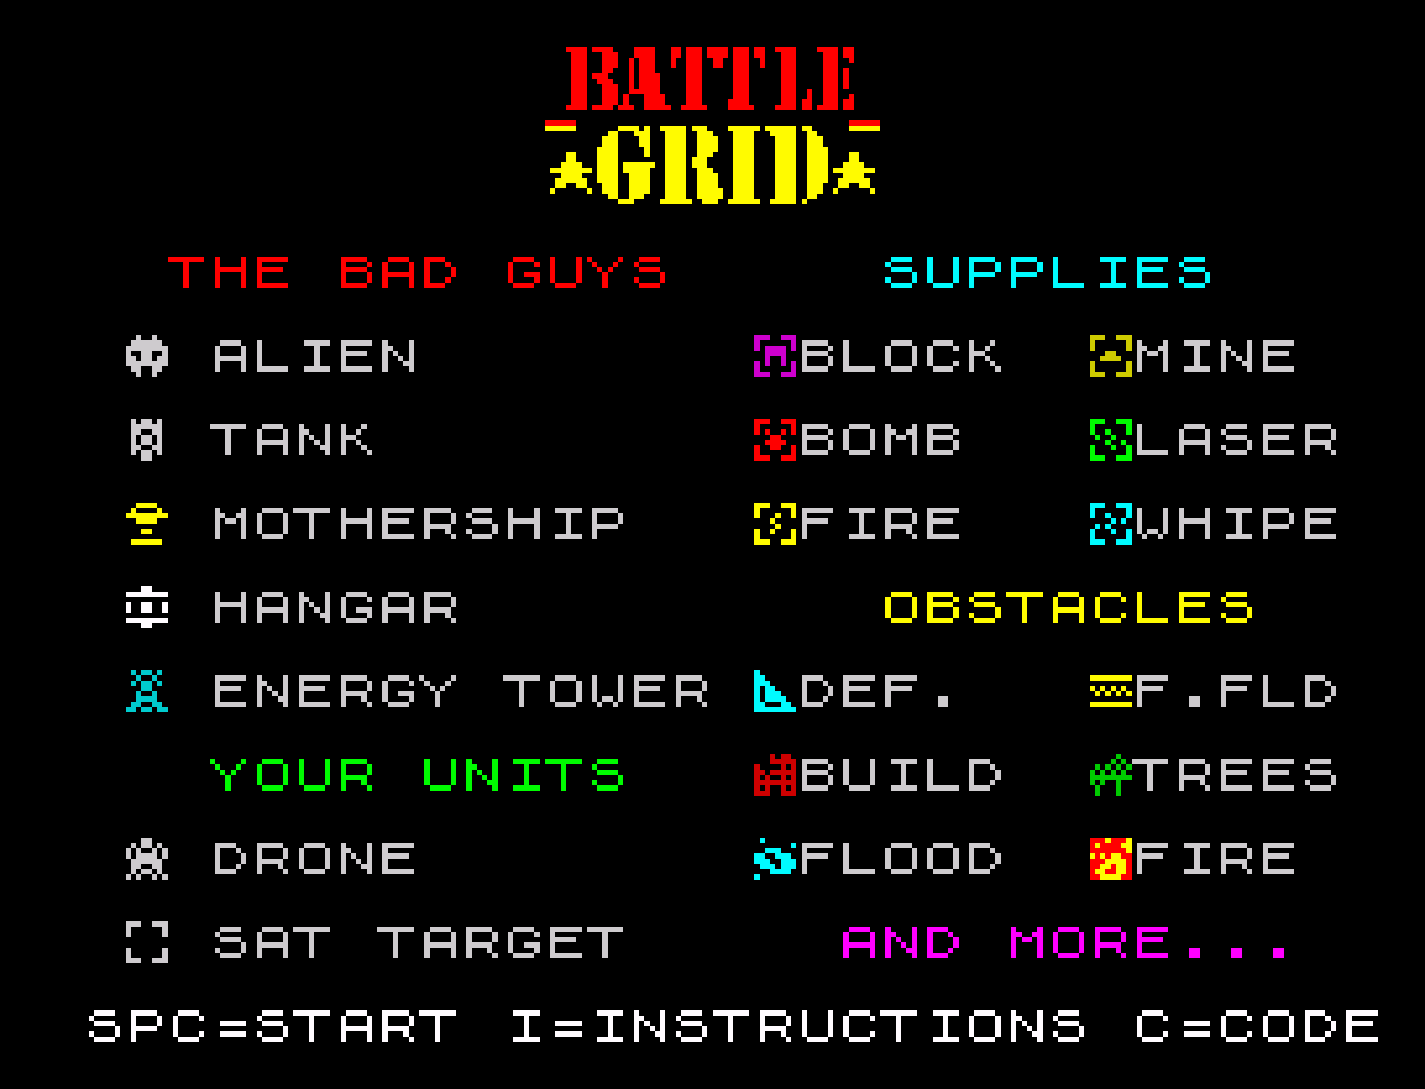 BATTLE
GRID
THE BAD GUYS SUPPLIES
ALIEN BLOCK MINE
TANK BOMB LASER
MOTHERSHIP FIRE WHIPE
HANGAR OBSTACLES
ENERGY TOWER DEF. F.FLD
YOUR UNITS BUILD TREES
DRONE FLOOD FIRE
SAT TARGET AND MORE...
SPC=START I=INSTRUCTIONS C=CODE